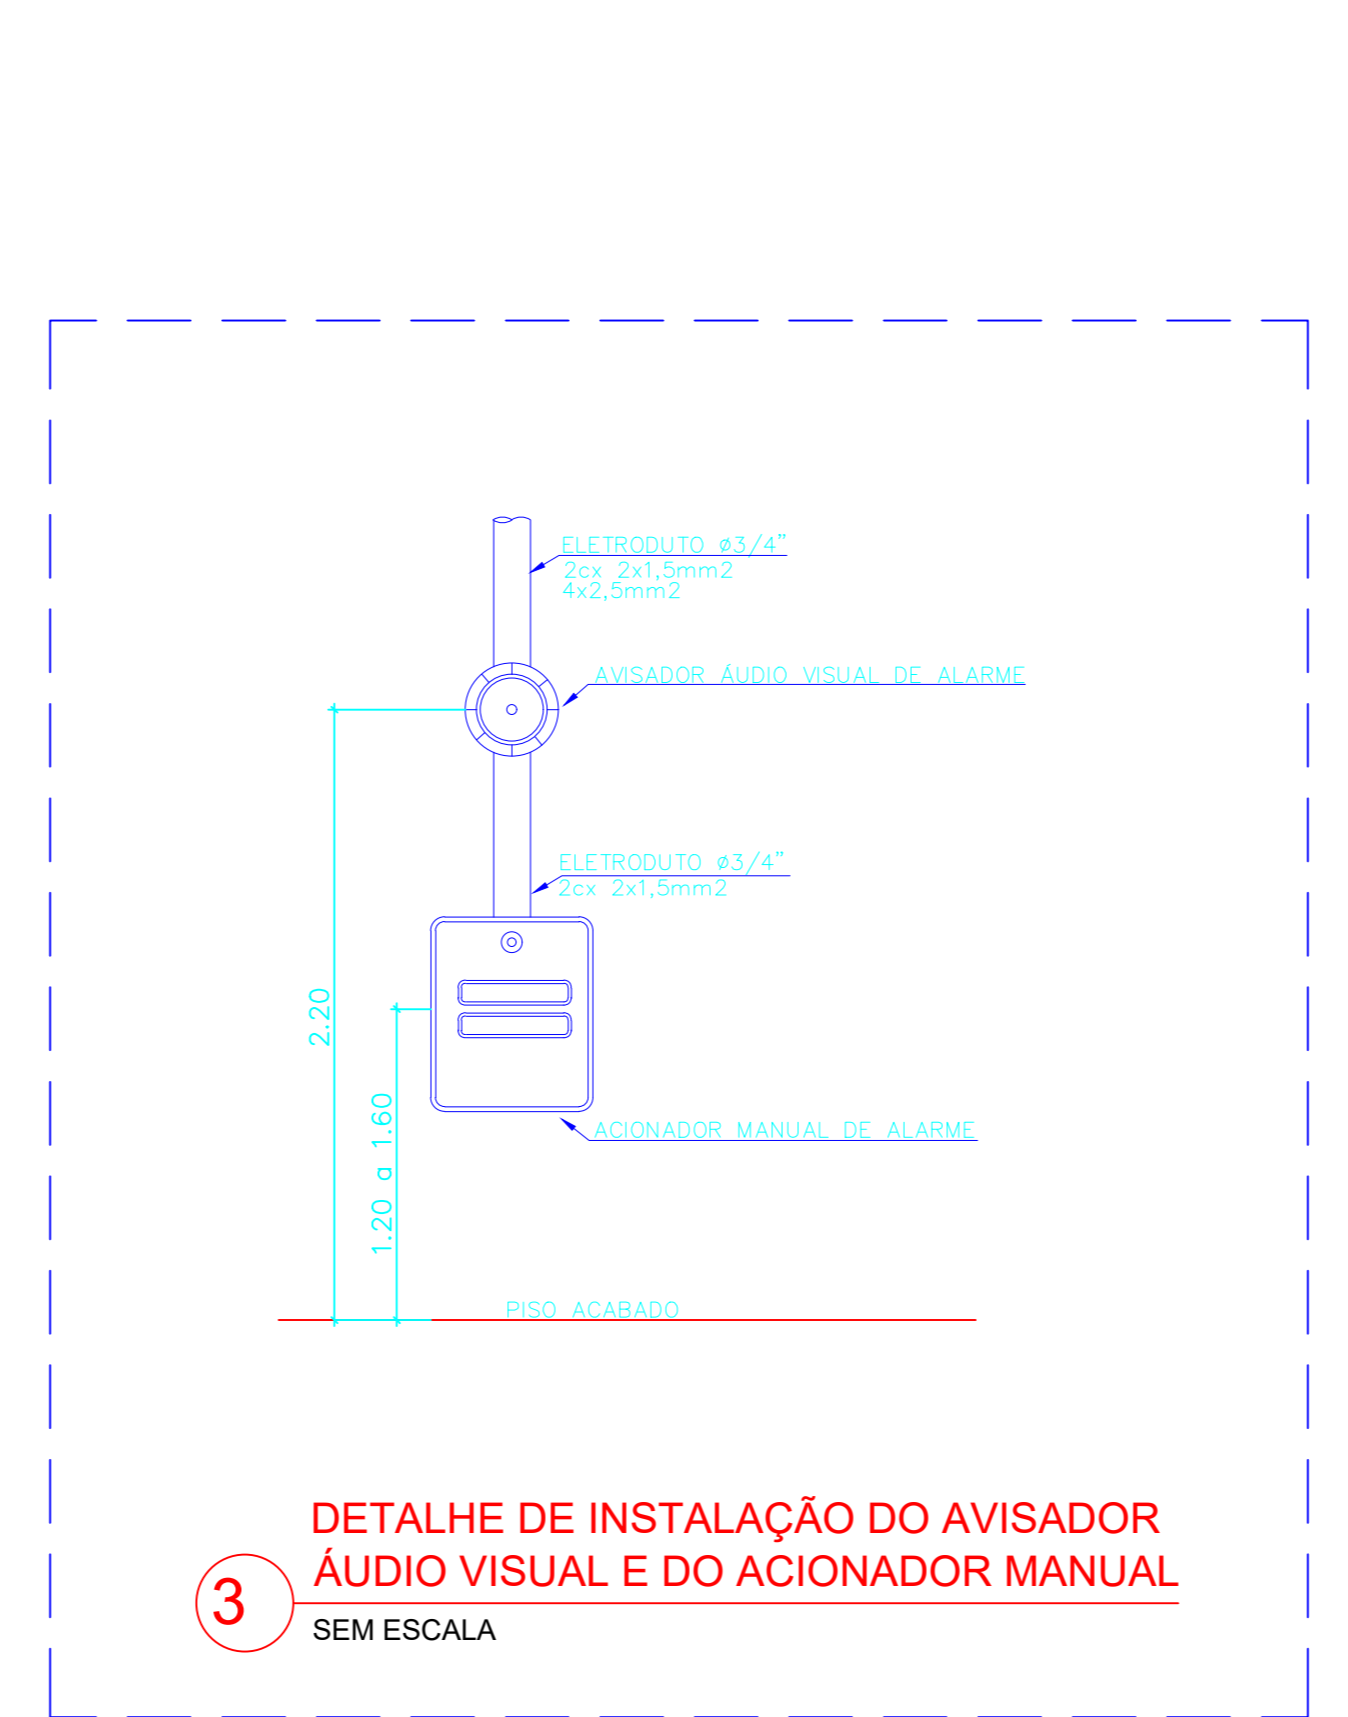 ELETRODUTO ø3/4”
2cx 2x1,5mm2
4x2,5mm2
AVISADOR ÁUDIO VISUAL DE ALARME
ELETRODUTO ø3/4”
2cx 2x1,5mm2
2.20
1.20 a 1.60
ACIONADOR MANUAL DE ALARME
PISO ACABADO
3
DETALHE DE INSTALAÇÃO DO AVISADOR
ÁUDIO VISUAL E DO ACIONADOR MANUAL
SEM ESCALA